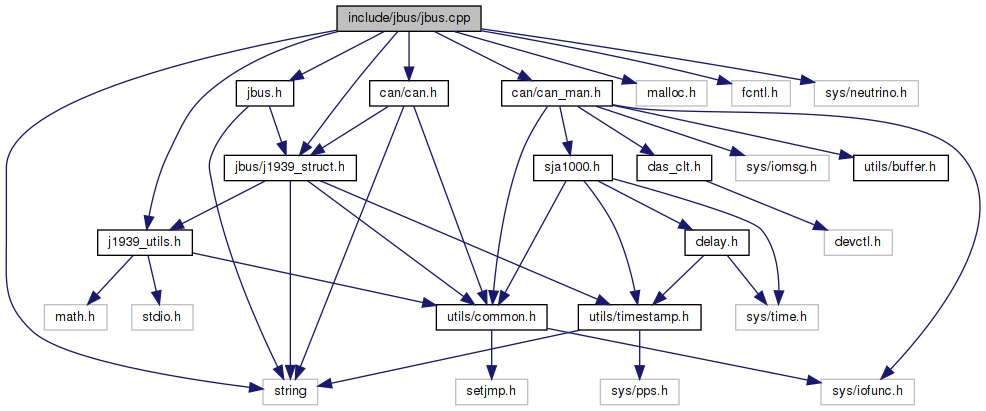 include/jbus/jbus.cpp
jbus.h
can/can.h
can/can_man.h
malloc.h
fcntl.h
sys/neutrino.h
jbus/j1939_struct.h
sja1000.h
das_clt.h
sys/iomsg.h
utils/buffer.h
j1939_utils.h
delay.h
devctl.h
math.h
stdio.h
utils/common.h
utils/timestamp.h
sys/time.h
string
setjmp.h
sys/pps.h
sys/iofunc.h